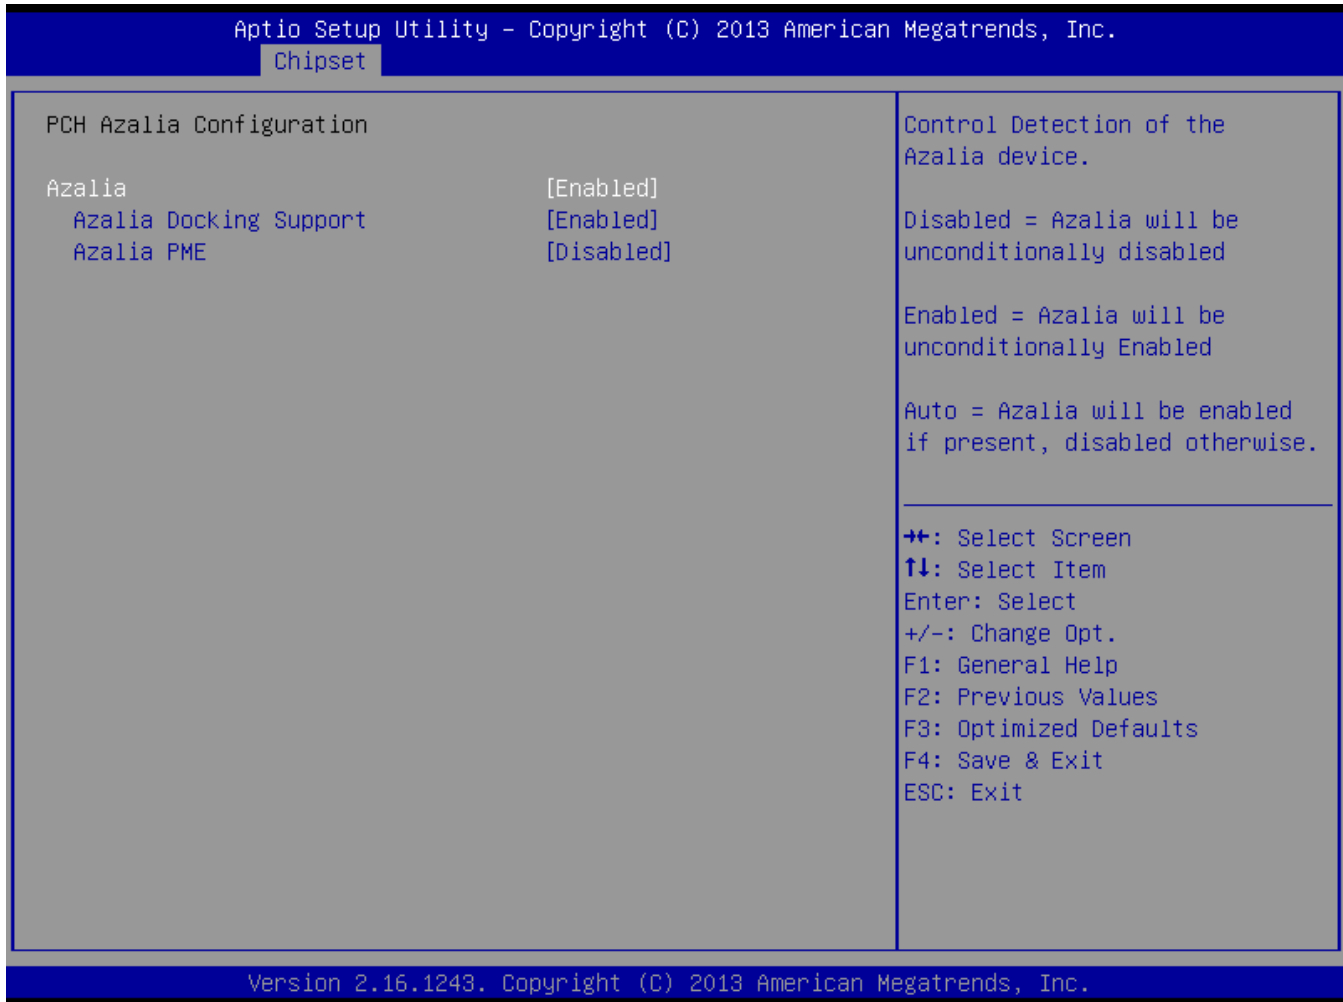 Aptio Setup Utility – Copyright (C) 2013 American Megatrends, Inc.
Chipset
PCH Azalia Configuration
Azalia [Enabled]
Azalia Docking Support [Enabled]
Azalia PME [Disabled]
Control Detection of the
Azalia device.
Disabled = Azalia will be
unconditionally disabled
Enabled = Azalia will be
unconditionally Enabled
Auto = Azalia will be enabled
if present, disabled otherwise.
→←: Select Screen
↑↓: Select Item
Enter: Select
+/-: Change Opt.
F1: General Help
F2: Previous Values
F3: Optimized Defaults
F4: Save & Exit
ESC: Exit
Version 2.16.1243. Copyright (C) 2013 American Megatrends, Inc.